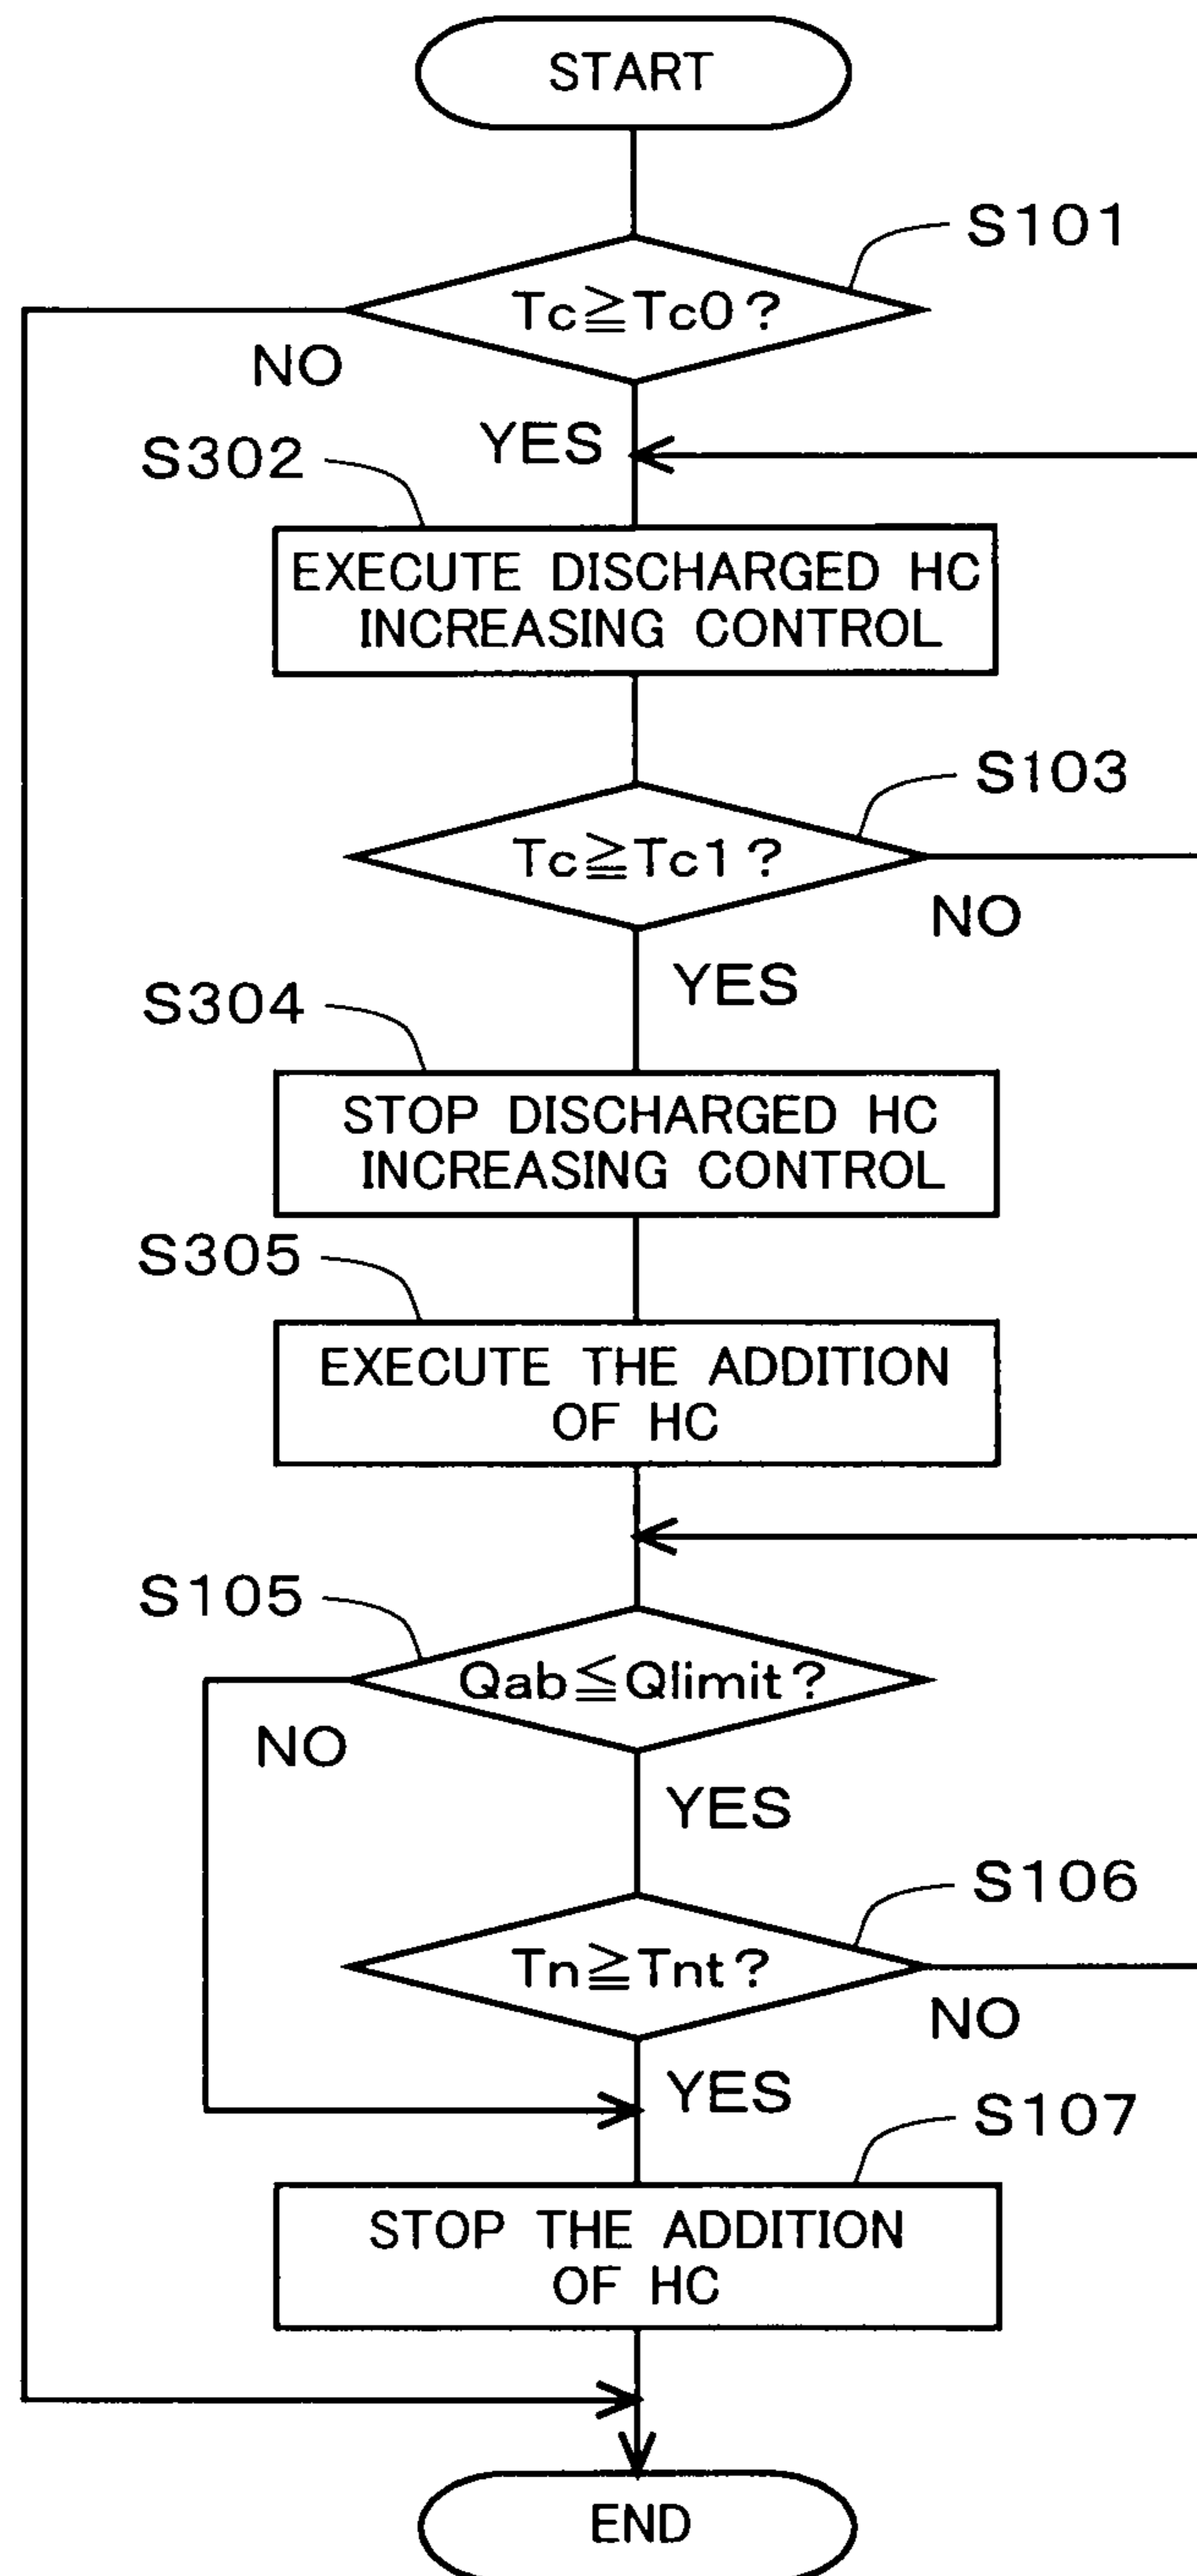 START
S101
Tc≧Tc0?
NO
YES
S302
EXECUTE DISCHARGED HC
INCREASING CONTROL
S103
Tc≧Tc1?
NO
YES
S304
STOP DISCHARGED HC
INCREASING CONTROL
S305
EXECUTE THE ADDITION
OF HC
S105
Qab≦Qlimit?
NO
YES
S106
Tn≧Tnt?
NO
YES
S107
STOP THE ADDITION
OF HC
END